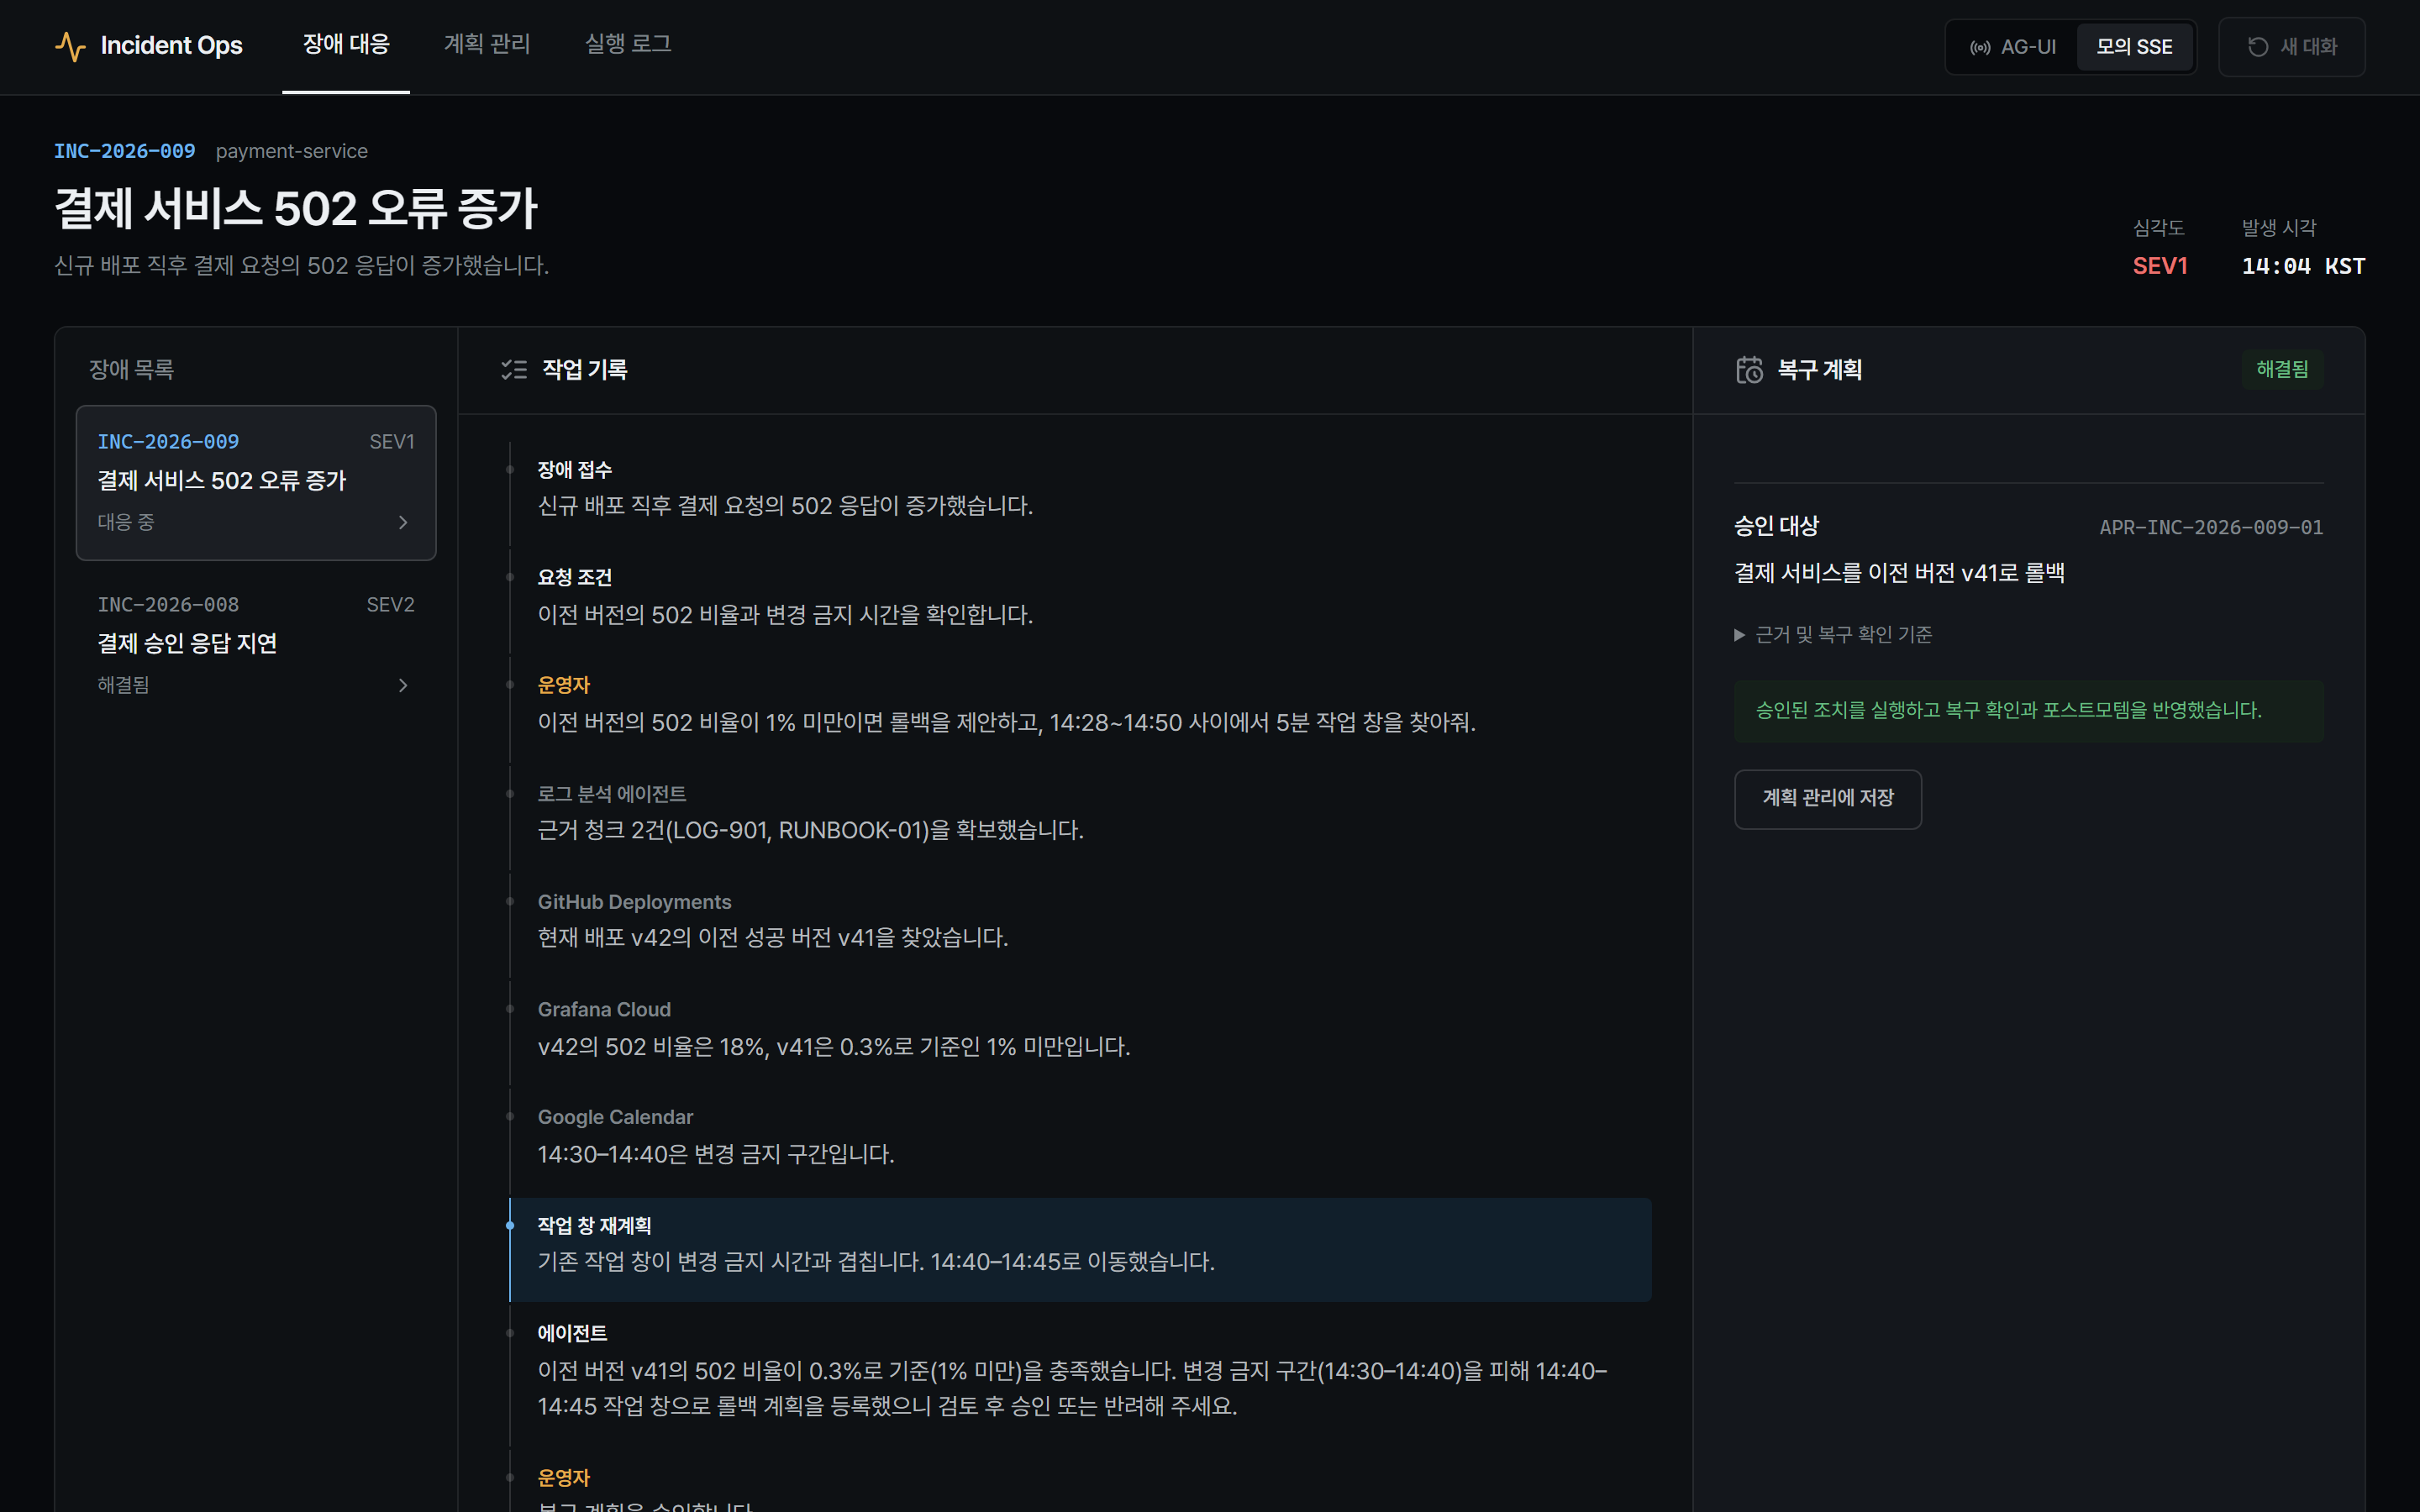 Incident Ops
장애 대응
계획 관리
실행 로그
AG-UI
모의 SSE
새 대화
INC-2026-009 payment-service
결제 서비스 502 오류 증가
신규 배포 직후 결제 요청의 502 응답이 증가했습니다.
심각도
SEV1
발생 시각
14:04 KST
장애 목록
INC-2026-009 SEV1
결제 서비스 502 오류 증가
대응 중
INC-2026-008 SEV2
결제 승인 응답 지연
해결됨
작업 기록
장애 접수
신규 배포 직후 결제 요청의 502 응답이 증가했습니다.
요청 조건
이전 버전의 502 비율과 변경 금지 시간을 확인합니다.
운영자
이전 버전의 502 비율이 1% 미만이면 롤백을 제안하고, 14:28~14:50 사이에서 5분 작업 창을 찾아줘.
로그 분석 에이전트
근거 청크 2건(LOG-901, RUNBOOK-01)을 확보했습니다.
GitHub Deployments
현재 배포 v42의 이전 성공 버전 v41을 찾았습니다.
Grafana Cloud
v42의 502 비율은 18%, v41은 0.3%로 기준인 1% 미만입니다.
Google Calendar
14:30–14:40은 변경 금지 구간입니다.
작업 창 재계획
기존 작업 창이 변경 금지 시간과 겹칩니다. 14:40–14:45로 이동했습니다.
에이전트
이전 버전 v41의 502 비율이 0.3%로 기준(1% 미만)을 충족했습니다. 변경 금지 구간(14:30–14:40)을 피해 14:40–
14:45 작업 창으로 롤백 계획을 등록했으니 검토 후 승인 또는 반려해 주세요.
운영자
복구 계획을 승인합니다.
복구 계획
해결됨
승인 대상 APR-INC-2026-009-01
결제 서비스를 이전 버전 v41로 롤백
근거 및 복구 확인 기준
승인된 조치를 실행하고 복구 확인과 포스트모템을 반영했습니다.
계획 관리에 저장